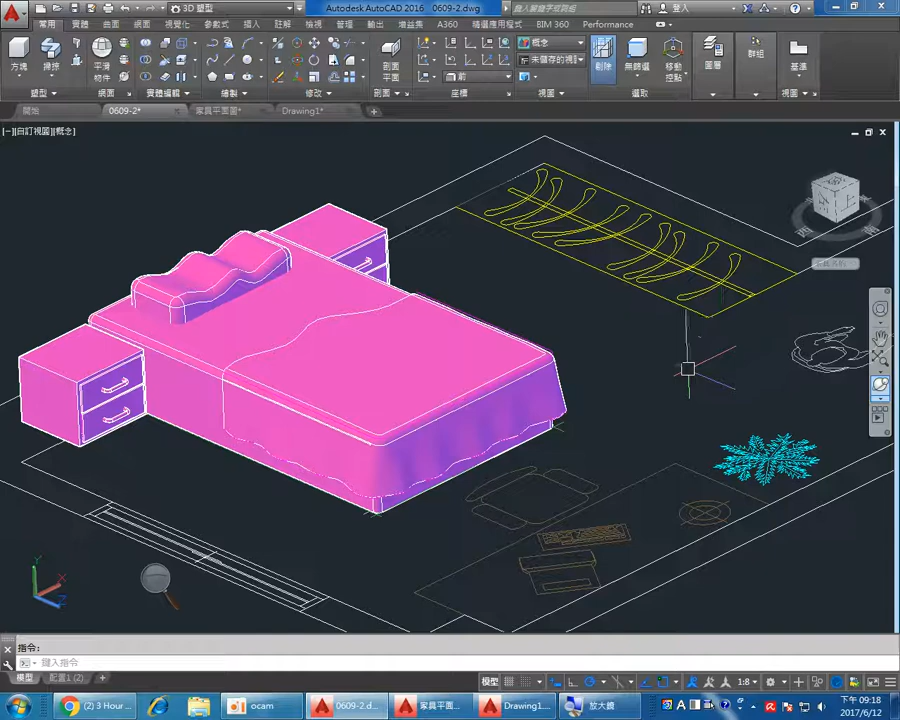 3D 塑型
Autodesk AutoCAD 2016 0609-2.dwg
鍵入關鍵字或片語
登入
常用 實體 曲面 網面 視覺化 參數式 插入 註解 檢視 管理 輸出 增益集 A360 精選應用程式 BIM 360 Performance
方塊 擠出 平滑物件 剖面平面 概念 未儲存的視 前 剔除 無篩選 移動控點 圖層 群組 基準
塑型 網面 實體編輯 修改 剖面 座標 視圖 選取 視圖
開始 0609-2* 家具平面圖* Drawing1*
[−][自訂視圖][概念]
Y
X
Z
指令:
鍵入指令
模型 配置1 (2)
模型 1:8
(2) 3 Hour ... ocam 0609-2.d... 家具平面... Drawing1.... 放大鏡
下午 09:18
2017/6/12